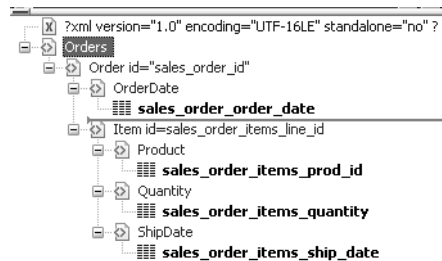 ?xml version="1.0" encoding="UTF-16LE" standalone="no" ?
Orders
Order id="sales_order_id"
OrderDate
sales_order_order_date
Item id=sales_order_items_line_id
Product
sales_order_items_prod_id
Quantity
sales_order_items_quantity
ShipDate
sales_order_items_ship_date